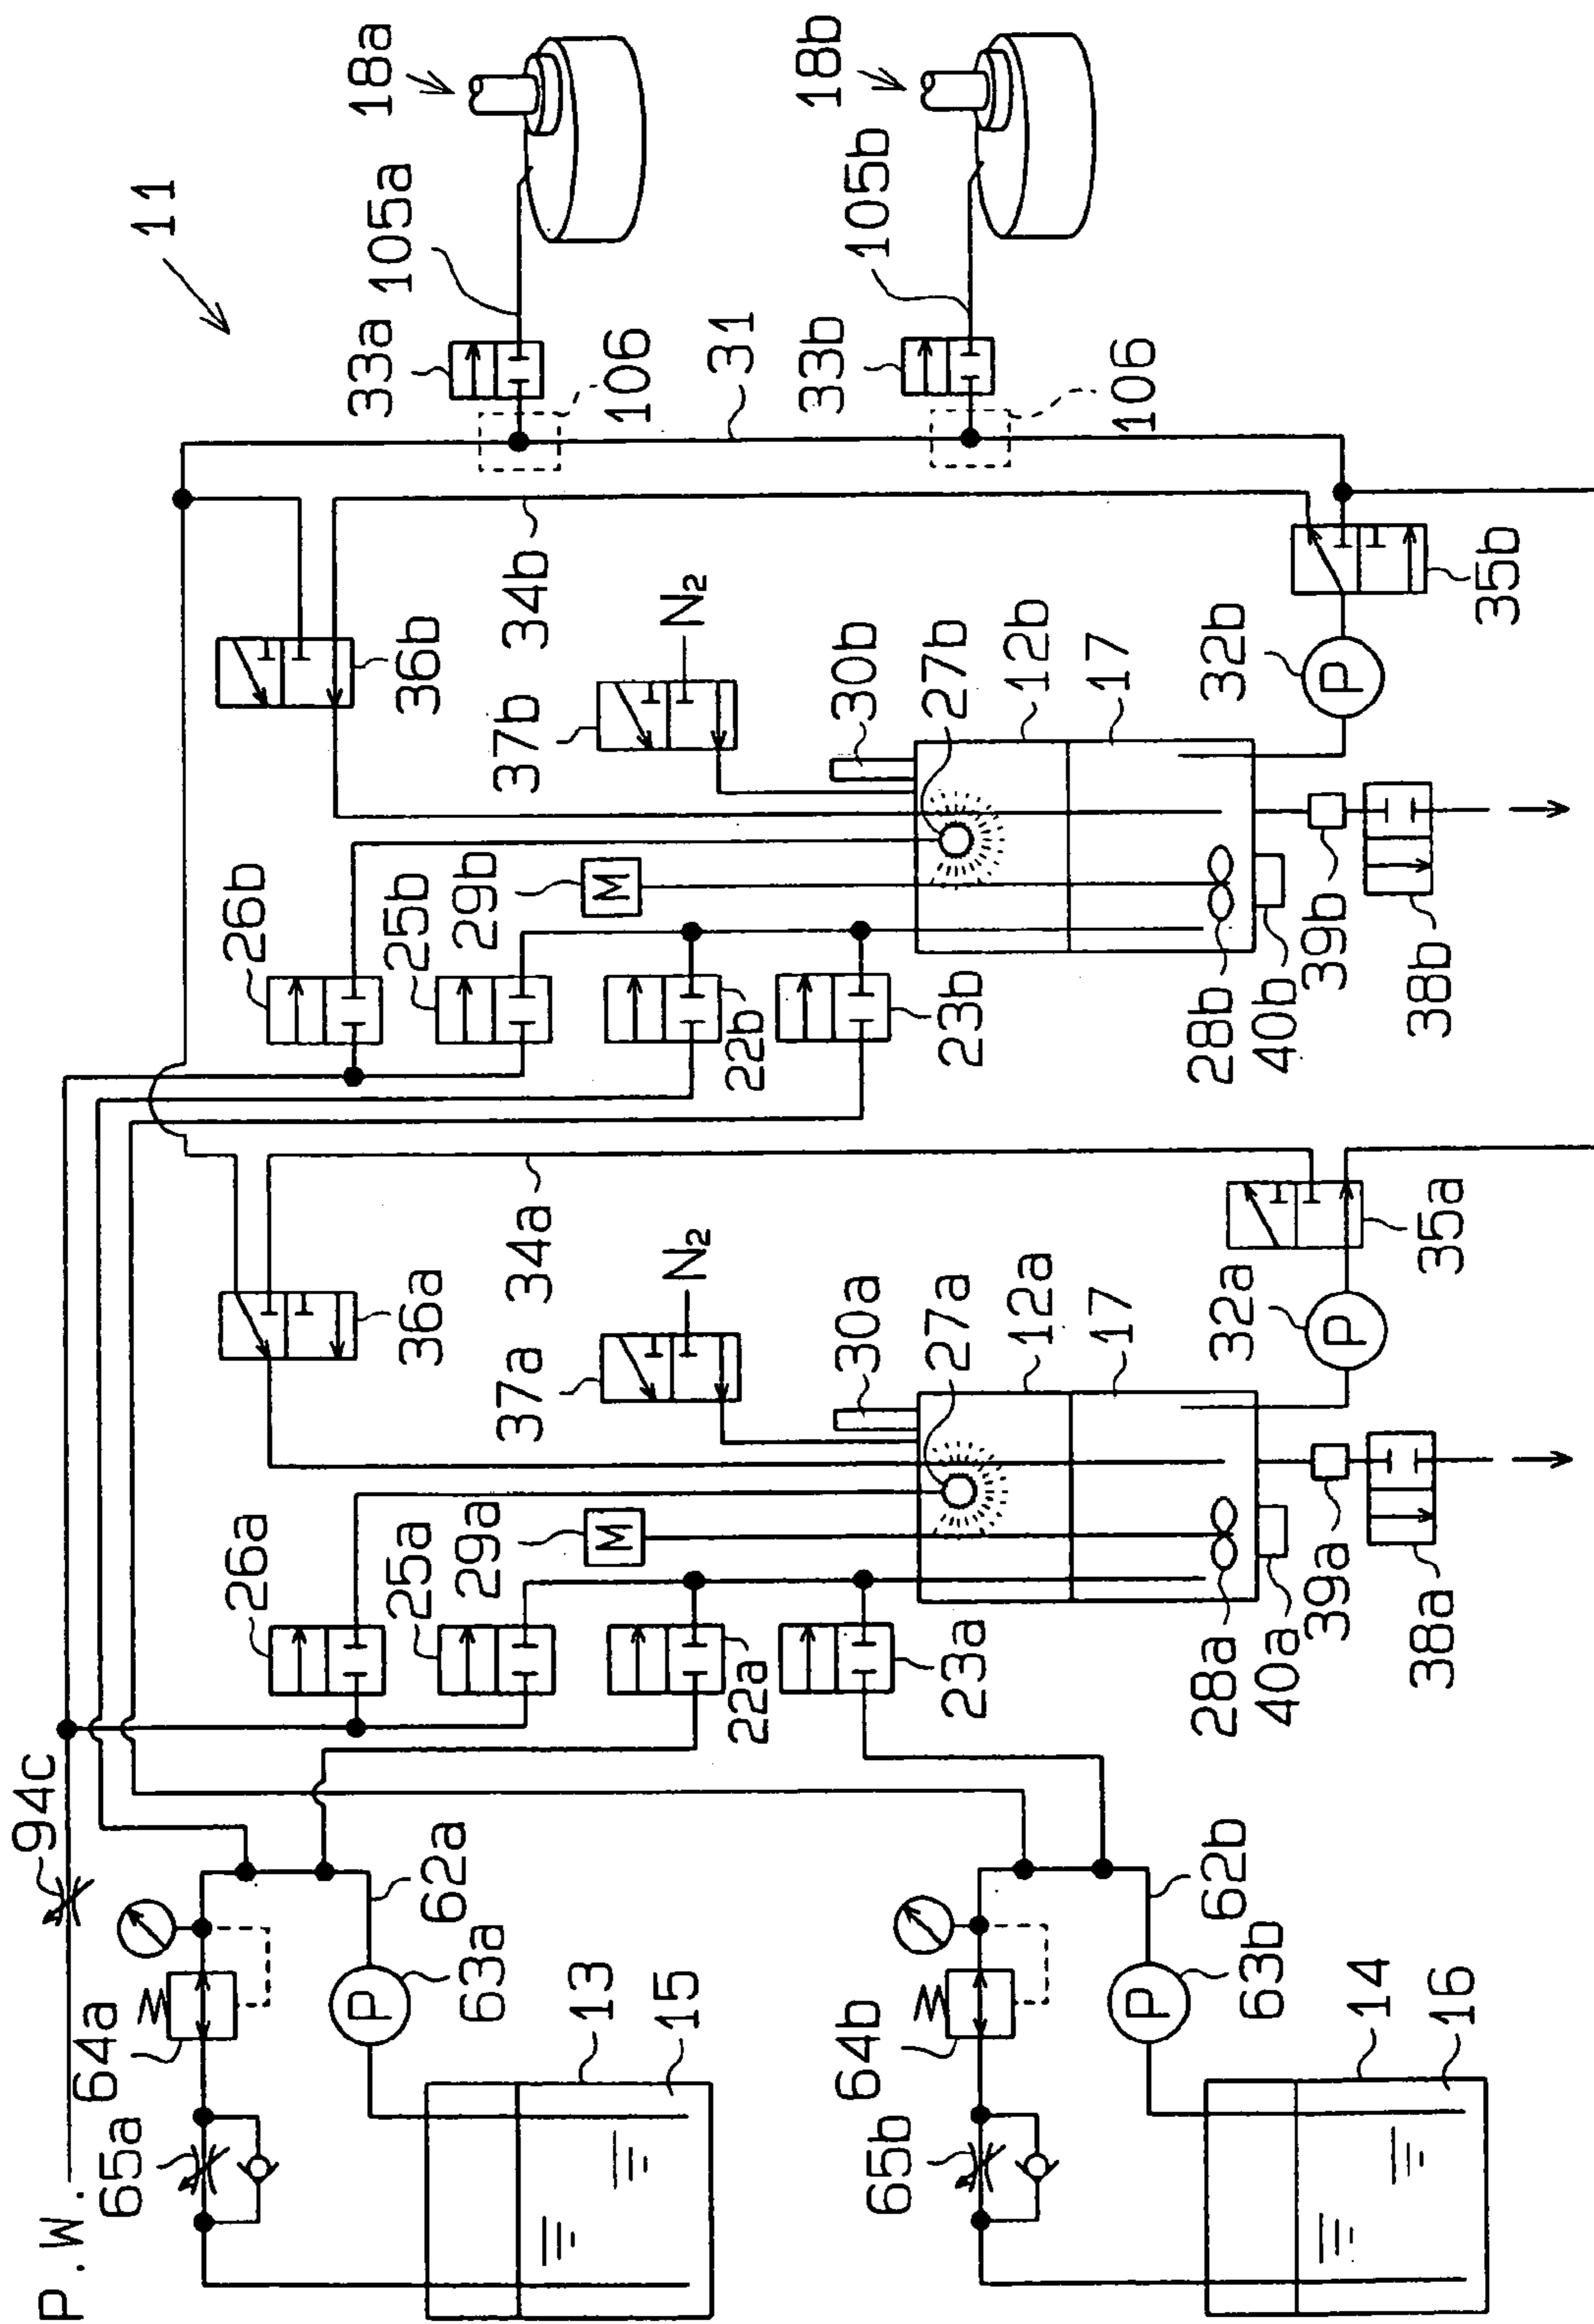 11
18a
105a
33a
106
31
18b
105b
33b
106
34b
36b
37b
N₂
30b
27b
12b
17
32b
35b
26b
25b
29b
22b
23b
28b
40b
39b
38b
34a
36a
37a
N₂
30a
27a
12a
17
32a
35a
26a
25a
29a
22a
23a
28a
40a
39a
38a
M
M
P
P
94c
P.W.
62a
63a
64a
65a
13
15
P
62b
63b
64b
65b
14
16
P